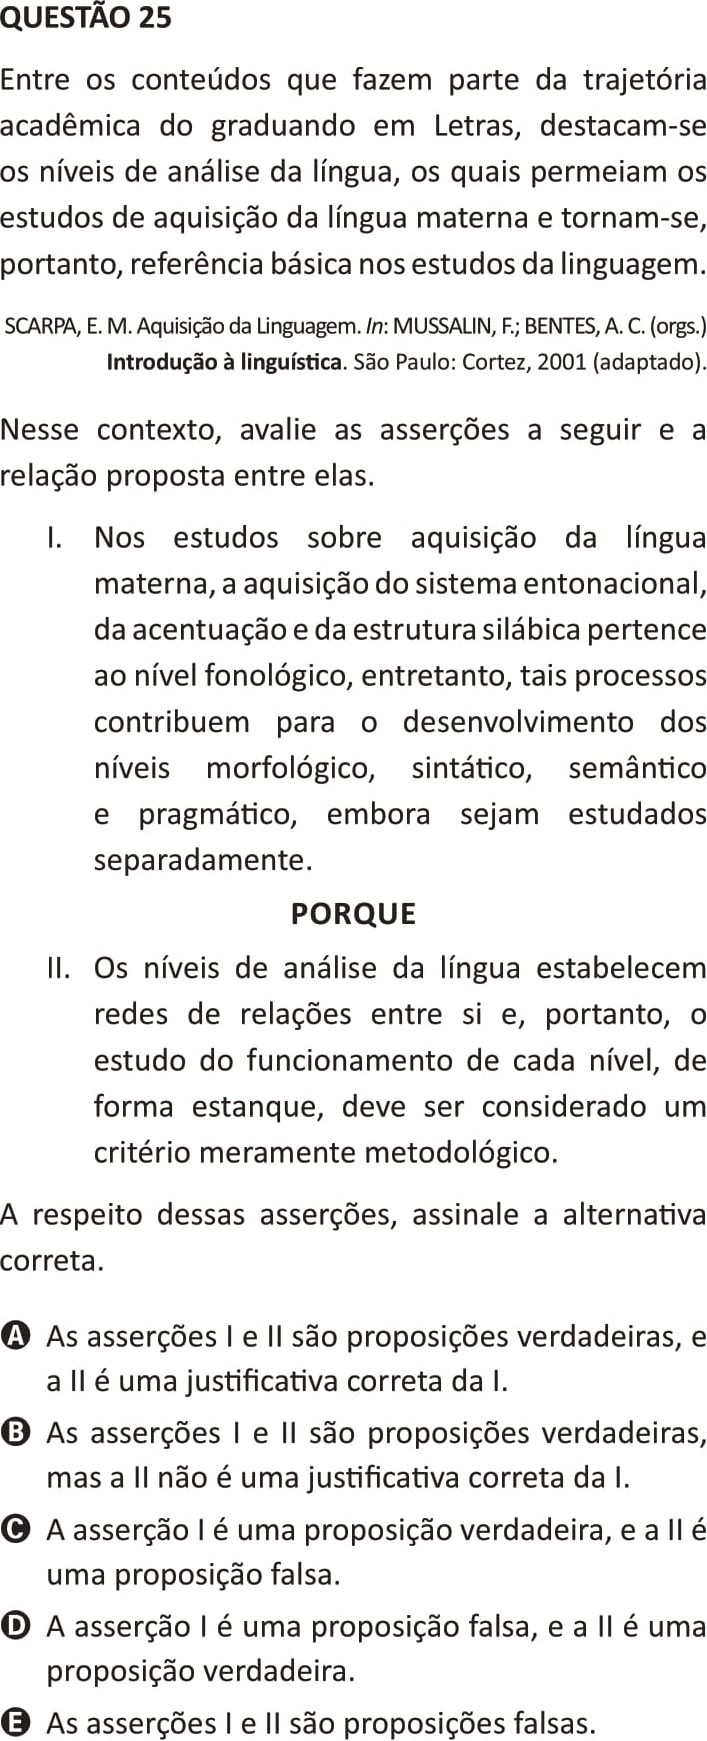 QUESTÃO 25
Entre os conteúdos que fazem parte da trajetória
acadêmica do graduando em Letras, destacam-se
os níveis de análise da língua, os quais permeiam os
estudos de aquisição da língua materna e tornam-se,
portanto, referência básica nos estudos da linguagem.
SCARPA, E. M. Aquisição da Linguagem. In: MUSSALIN, F.; BENTES, A. C. (orgs.)
Introdução à linguística. São Paulo: Cortez, 2001 (adaptado).
Nesse contexto, avalie as asserções a seguir e a
relação proposta entre elas.
I. Nos estudos sobre aquisição da língua
materna, a aquisição do sistema entonacional,
da acentuação e da estrutura silábica pertence
ao nível fonológico, entretanto, tais processos
contribuem para o desenvolvimento dos
níveis morfológico, sintático, semântico
e pragmático, embora sejam estudados
separadamente.
PORQUE
II. Os níveis de análise da língua estabelecem
redes de relações entre si e, portanto, o
estudo do funcionamento de cada nível, de
forma estanque, deve ser considerado um
critério meramente metodológico.
A respeito dessas asserções, assinale a alternativa
correta.
A As asserções I e II são proposições verdadeiras, e
a II é uma justificativa correta da I.
B As asserções I e II são proposições verdadeiras,
mas a II não é uma justificativa correta da I.
C A asserção I é uma proposição verdadeira, e a II é
uma proposição falsa.
D A asserção I é uma proposição falsa, e a II é uma
proposição verdadeira.
E As asserções I e II são proposições falsas.